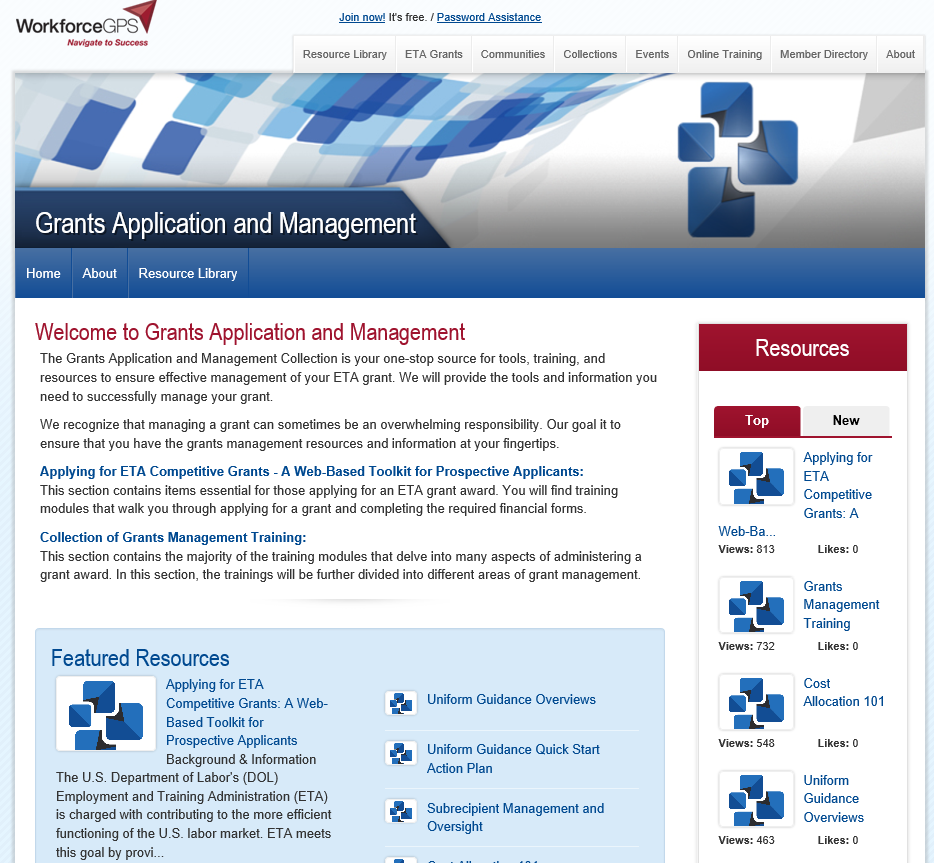 WorkforceGPS
Navigate to Success
Join now! It's free. / Password Assistance
Resource Library ETA Grants Communities Collections Events Online Training Member Directory About
Grants Application and Management
Home About Resource Library
Welcome to Grants Application and Management
The Grants Application and Management Collection is your one-stop source for tools, training, and
resources to ensure effective management of your ETA grant. We will provide the tools and information you
need to successfully manage your grant.
We recognize that managing a grant can sometimes be an overwhelming responsibility. Our goal it to
ensure that you have the grants management resources and information at your fingertips.
Applying for ETA Competitive Grants - A Web-Based Toolkit for Prospective Applicants:
This section contains items essential for those applying for an ETA grant award. You will find training
modules that walk you through applying for a grant and completing the required financial forms.
Collection of Grants Management Training:
This section contains the majority of the training modules that delve into many aspects of administering a
grant award. In this section, the trainings will be further divided into different areas of grant management.
Featured Resources
Applying for ETA
Competitive Grants: A Web-
Based Toolkit for
Prospective Applicants
Background & Information
The U.S. Department of Labor's (DOL)
Employment and Training Administration (ETA)
is charged with contributing to the more efficient
functioning of the U.S. labor market. ETA meets
this goal by provi...
Uniform Guidance Overviews
Uniform Guidance Quick Start
Action Plan
Subrecipient Management and
Oversight
Cost Allocation 101
Resources
Top New
Applying for
ETA
Competitive
Grants: A
Web-Ba...
Views: 813 Likes: 0
Grants
Management
Training
Views: 732 Likes: 0
Cost
Allocation 101
Views: 548 Likes: 0
Uniform
Guidance
Overviews
Views: 463 Likes: 0